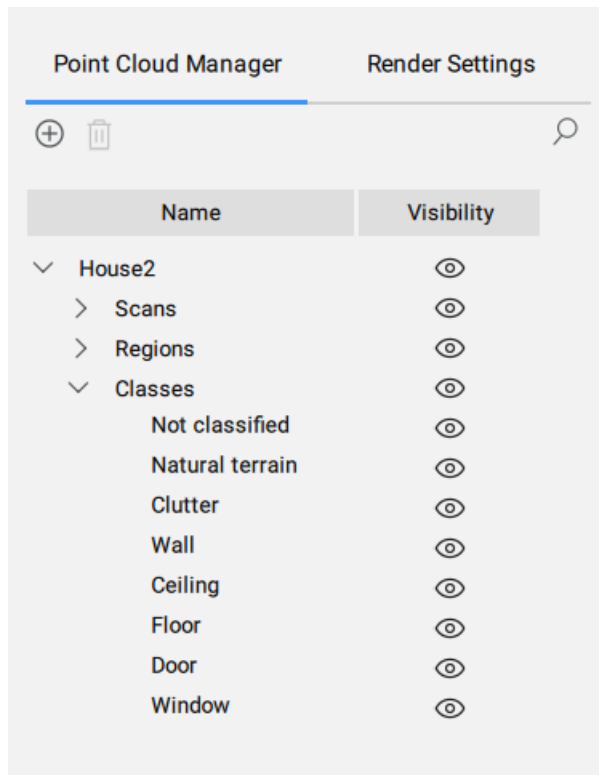 Point Cloud Manager Render Settings
Name Visibility
House2
Scans
Regions
Classes
Not classified
Natural terrain
Clutter
Wall
Ceiling
Floor
Door
Window